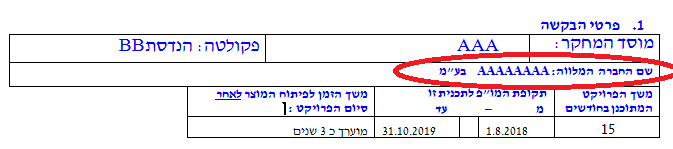 1. פרטי הבקשה
מוסד המחקר: AAA פקולטה: הנדסתBB
שם החברה המלווה: AAAAAAAA בע״מ
משך הפרויקט תקופת המו״פ לתכנית זו משך הזמן לפיתוח המוצר לאחר
המתוכנן בחודשים מ – עד סיום הפרויקט :
15 1.8.2018 31.10.2019 מוערך כ 3 שנים